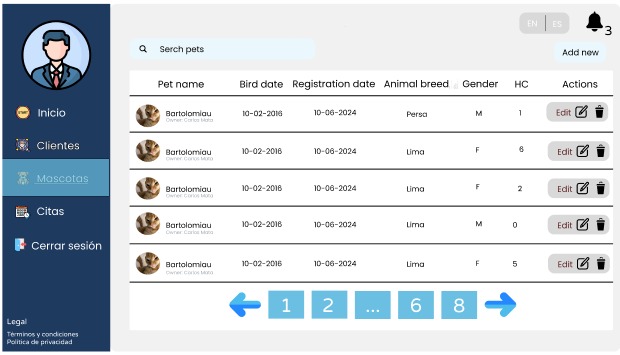 EN ES
3
Serch pets
Add new
START
Inicio
Clientes
Mascotas
Citas
Cerrar sesión
Legal
Términos y condiciones
Politica de privacidad
Pet name Bird date Registration date Animal breed Gender HC Actions
Bartolomiau 10-02-2016 10-06-2024 Persa M 1 Edit
Owner: Carlos Mata
Bartolomiau 10-02-2016 10-06-2024 Lima F 6 Edit
Owner: Carlos Mata
Bartolomiau 10-02-2016 10-06-2024 Lima F 2 Edit
Owner: Carlos Mata
Bartolomiau 10-02-2016 10-06-2024 Lima M 0 Edit
Owner: Carlos Mata
Bartolomiau 10-02-2016 10-06-2024 Lima F 5 Edit
Owner: Carlos Mata
1 2 ... 6 8